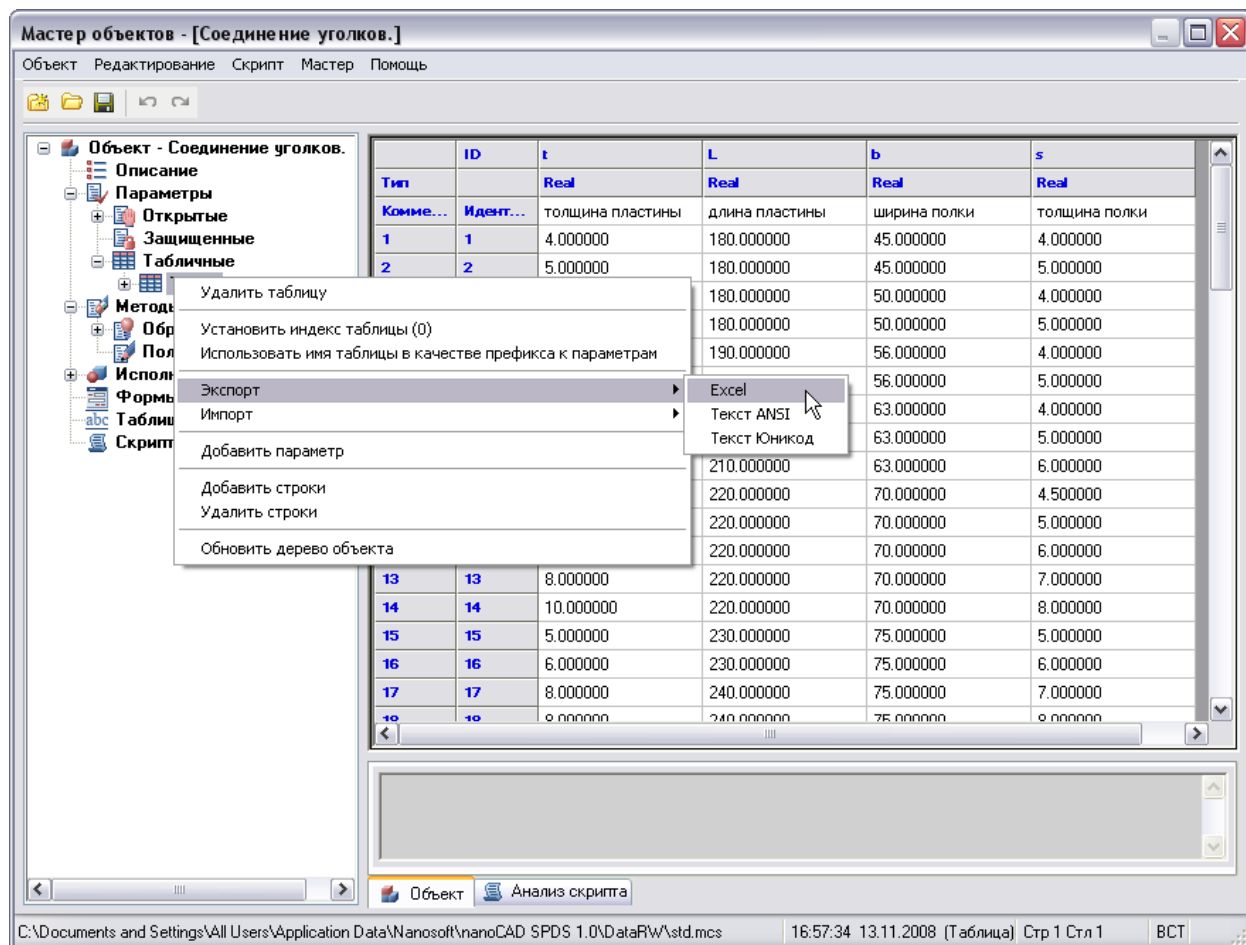 Мастер объектов - [Соединение уголков.]
Объект Редактирование Скрипт Мастер Помощь
Объект - Соединение уголков.
Описание
Параметры
Открытые
Защищенные
Табличные
Методы
Обр
Пол
Исполн
Формы
abc Таблиц
Скрипт
ID t L b s
Тип Real Real Real Real
Комме... Идент... толщина пластины длина пластины ширина полки толщина полки
1 1 4.000000 180.000000 45.000000 4.000000
2 2 5.000000 180.000000 45.000000 5.000000
180.000000 50.000000 4.000000
180.000000 50.000000 5.000000
190.000000 56.000000 4.000000
56.000000 5.000000
63.000000 4.000000
63.000000 5.000000
210.000000 63.000000 6.000000
220.000000 70.000000 4.500000
220.000000 70.000000 5.000000
220.000000 70.000000 6.000000
13 13 8.000000 220.000000 70.000000 7.000000
14 14 10.000000 220.000000 70.000000 8.000000
15 15 5.000000 230.000000 75.000000 5.000000
16 16 6.000000 230.000000 75.000000 6.000000
17 17 8.000000 240.000000 75.000000 7.000000
Удалить таблицу
Установить индекс таблицы (0)
Использовать имя таблицы в качестве префикса к параметрам
Экспорт
Импорт
Добавить параметр
Добавить строки
Удалить строки
Обновить дерево объекта
Excel
Текст ANSI
Текст Юникод
Объект Анализ скрипта
C:\Documents and Settings\All Users\Application Data\Nanosoft\nanoCAD SPDS 1.0\DataRW\std.mcs 16:57:34 13.11.2008 (Таблица) Стр 1 Стл 1 ВСТ